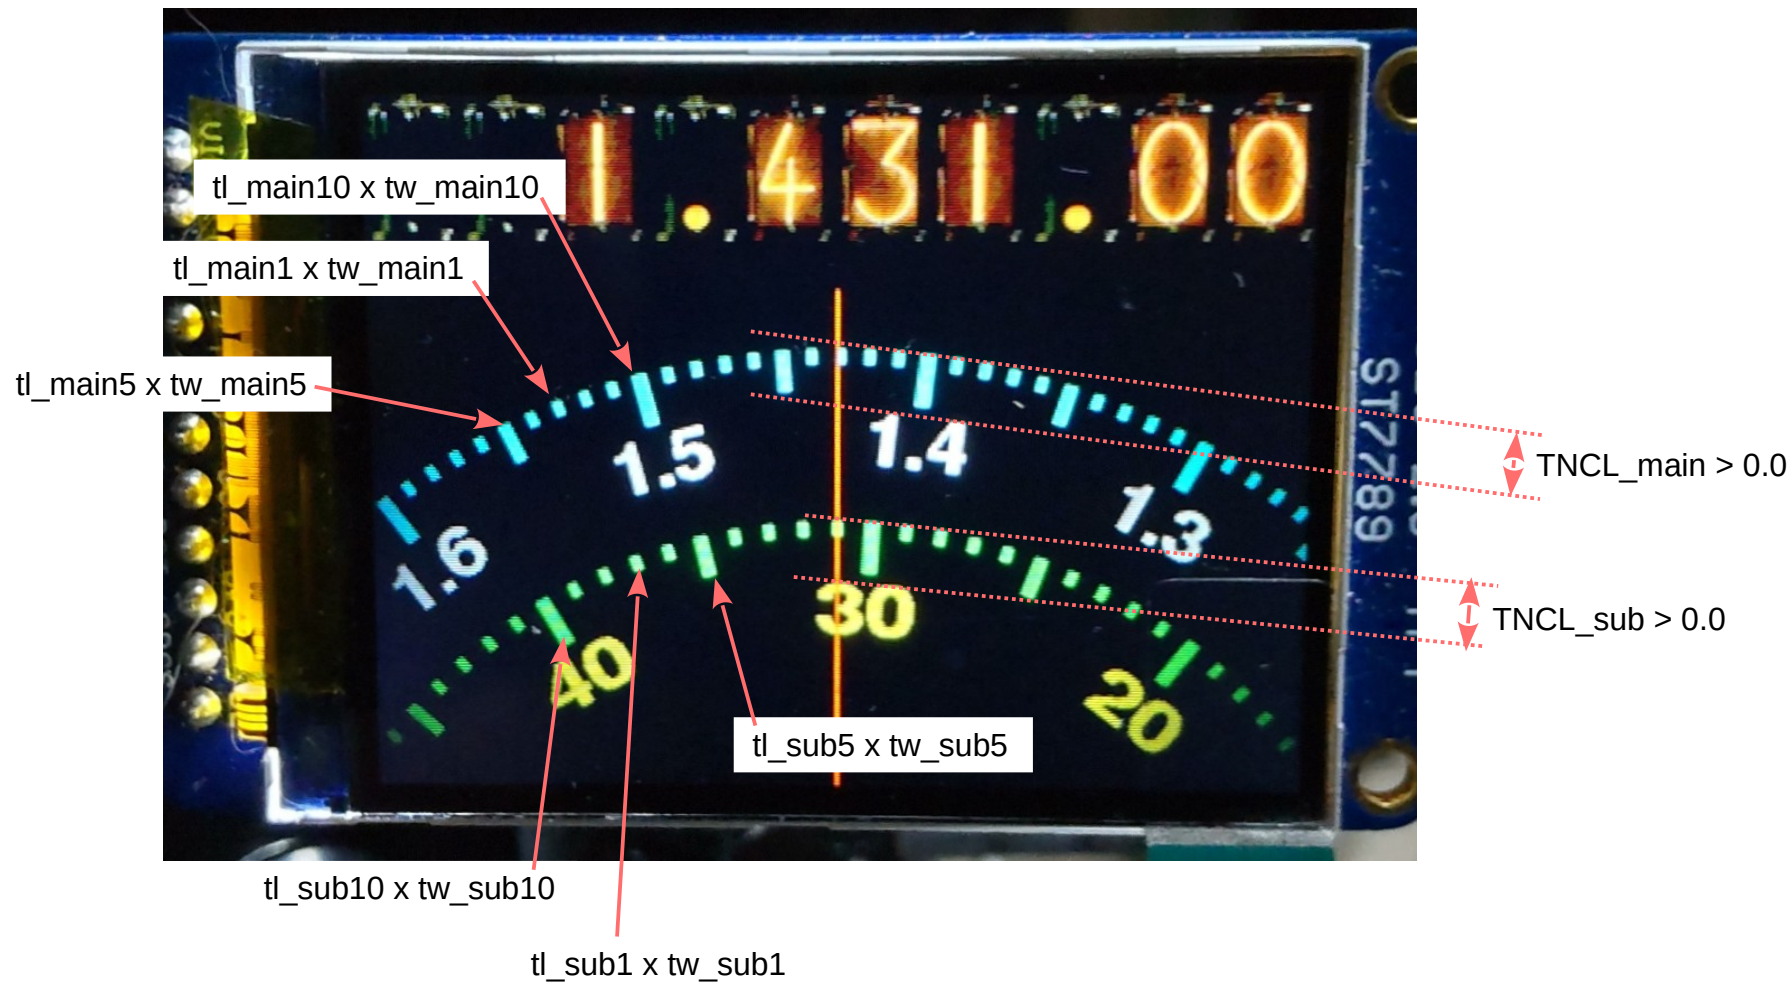 1.431.00
tl_main10 x tw_main10
tl_main1 x tw_main1
tl_main5 x tw_main5
1.5
1.4
1.3
1.6
TNCL_main > 0.0
ST7789
30
40
20
TNCL_sub > 0.0
tl_sub5 x tw_sub5
tl_sub10 x tw_sub10
tl_sub1 x tw_sub1